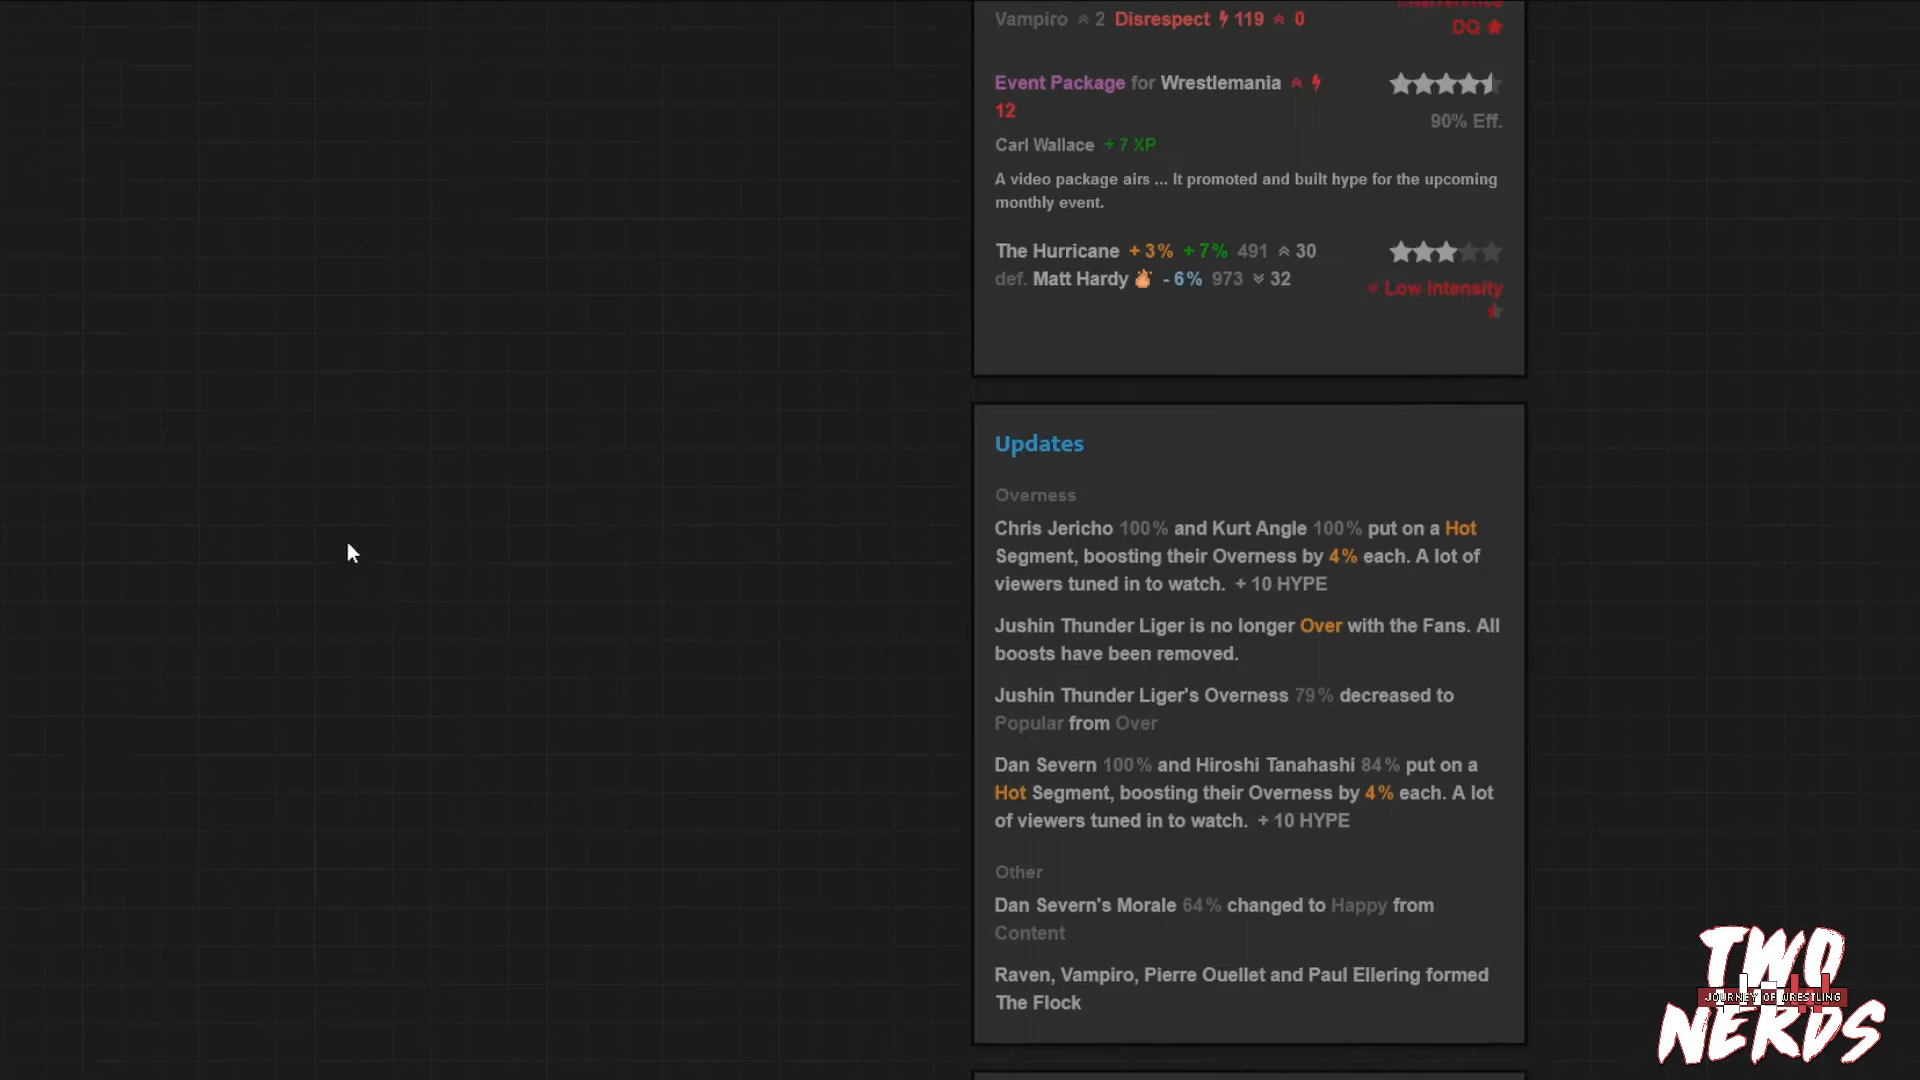 Vampiro 2 Disrespect 119 0
Interference
DQ
Event Package for Wrestlemania
12
90% Eff.
Carl Wallace + 7 XP
A video package airs ... It promoted and built hype for the upcoming
monthly event.
The Hurricane + 3% + 7% 491 30
def. Matt Hardy - 6% 973 32
Low Intensity
Updates
Overness
Chris Jericho 100% and Kurt Angle 100% put on a Hot
Segment, boosting their Overness by 4% each. A lot of
viewers tuned in to watch. + 10 HYPE
Jushin Thunder Liger is no longer Over with the Fans. All
boosts have been removed.
Jushin Thunder Liger's Overness 79% decreased to
Popular from Over
Dan Severn 100% and Hiroshi Tanahashi 84% put on a
Hot Segment, boosting their Overness by 4% each. A lot
of viewers tuned in to watch. + 10 HYPE
Other
Dan Severn's Morale 64% changed to Happy from
Content
Raven, Vampiro, Pierre Ouellet and Paul Ellering formed
The Flock
TWO
JOURNEY OF WRESTLING
NERDS